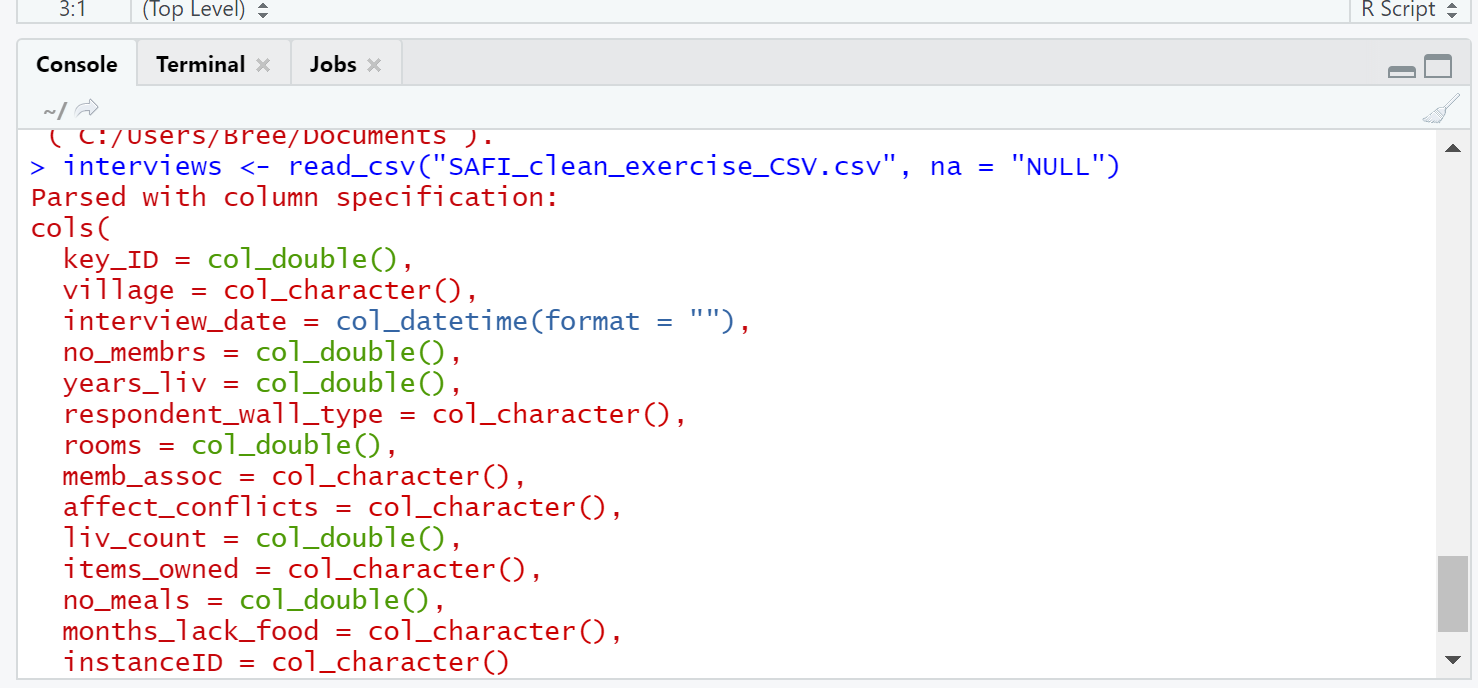 3:1 (Top Level) R Script
Console Terminal Jobs
~/
( C:/Users/Bree/Documents ).
> interviews <- read_csv("SAFI_clean_exercise_CSV.csv", na = "NULL")
Parsed with column specification:
cols(
  key_ID = col_double(),
  village = col_character(),
  interview_date = col_datetime(format = ""),
  no_membrs = col_double(),
  years_liv = col_double(),
  respondent_wall_type = col_character(),
  rooms = col_double(),
  memb_assoc = col_character(),
  affect_conflicts = col_character(),
  liv_count = col_double(),
  items_owned = col_character(),
  no_meals = col_double(),
  months_lack_food = col_character(),
  instanceID = col_character()